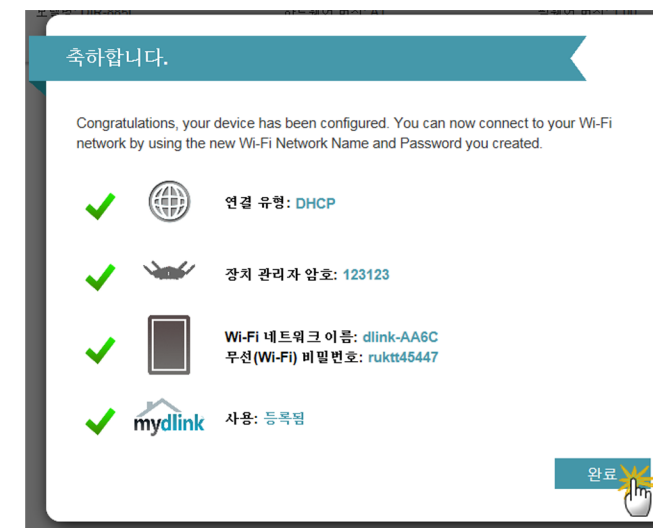 축하합니다.
Congratulations, your device has been configured. You can now connect to your Wi-Fi
network by using the new Wi-Fi Network Name and Password you created.
연결 유형: DHCP
장치 관리자 암호: 123123
Wi-Fi 네트워크 이름: dlink-AA6C
무선(Wi-Fi) 비밀번호: ruktt45447
mydlink 사용: 등록됨
완료